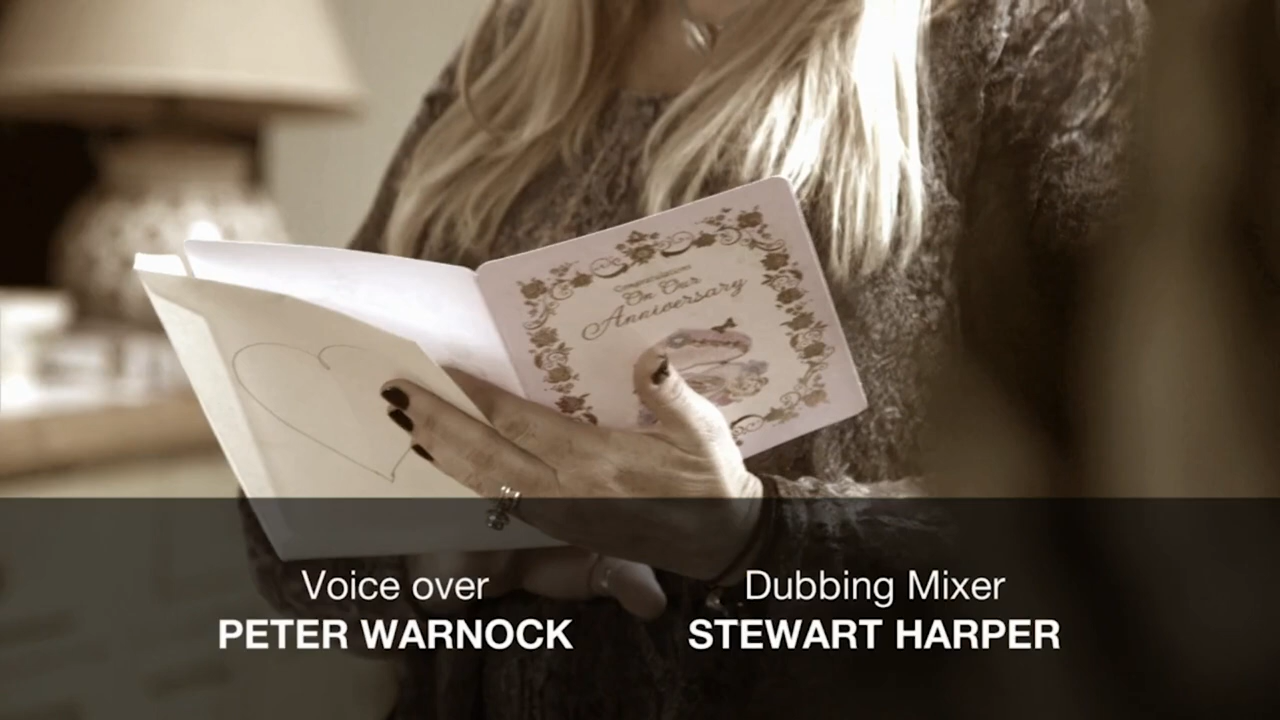 On Our
Anniversary
Voice over
PETER WARNOCK
Dubbing Mixer
STEWART HARPER